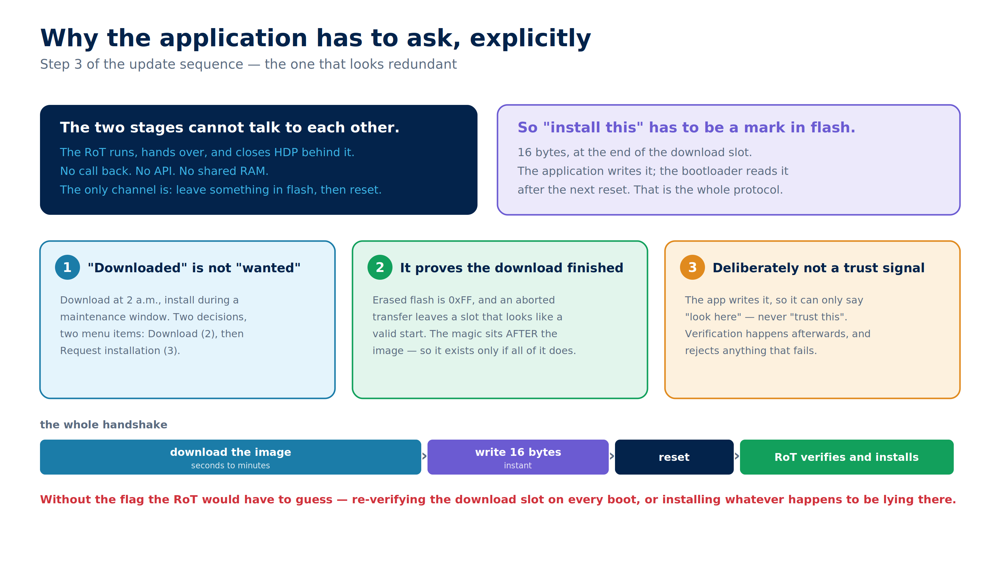 Why the application has to ask, explicitly
Step 3 of the update sequence — the one that looks redundant
The two stages cannot talk to each other.
The RoT runs, hands over, and closes HDP behind it.
No call back. No API. No shared RAM.
The only channel is: leave something in flash, then reset.
So "install this" has to be a mark in flash.
16 bytes, at the end of the download slot.
The application writes it; the bootloader reads it
after the next reset. That is the whole protocol.
1 "Downloaded" is not "wanted"
Download at 2 a.m., install during a
maintenance window. Two decisions,
two menu items: Download (2), then
Request installation (3).
2 It proves the download finished
Erased flash is 0xFF, and an aborted
transfer leaves a slot that looks like a
valid start. The magic sits AFTER the
image — so it exists only if all of it does.
3 Deliberately not a trust signal
The app writes it, so it can only say
"look here" — never "trust this".
Verification happens afterwards, and
rejects anything that fails.
the whole handshake
download the image
seconds to minutes
›
write 16 bytes
instant
›
reset
›
RoT verifies and installs
Without the flag the RoT would have to guess — re-verifying the download slot on every boot, or installing whatever happens to be lying there.